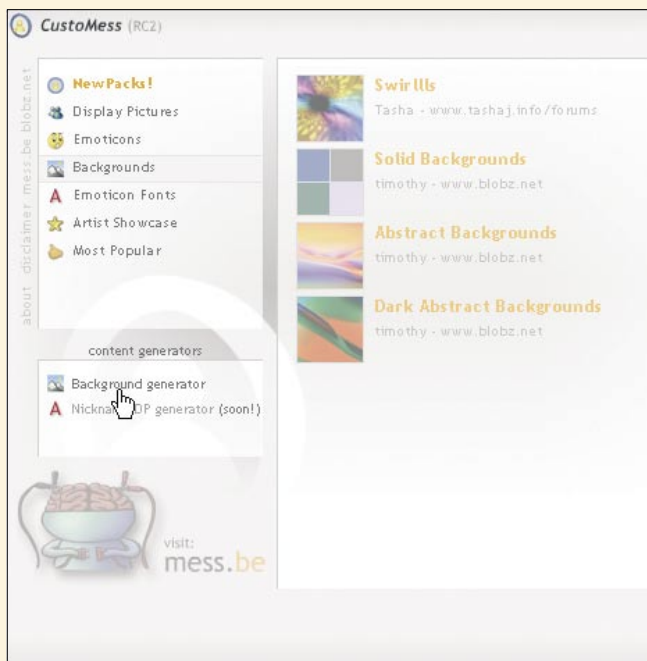 CustoMess (RC2)
about disclaimer mess.be blobz.net
New Packs!
Display Pictures
Emoticons
Backgrounds
Emoticon Fonts
Artist Showcase
Most Popular
content generators
Background generator
DP generator (soon!)
visit:
mess.be
Swirllls
Tasha - www.tashaj.info/forums
Solid Backgrounds
timothy - www.blobz.net
Abstract Backgrounds
timothy - www.blobz.net
Dark Abstract Backgrounds
timothy - www.blobz.net